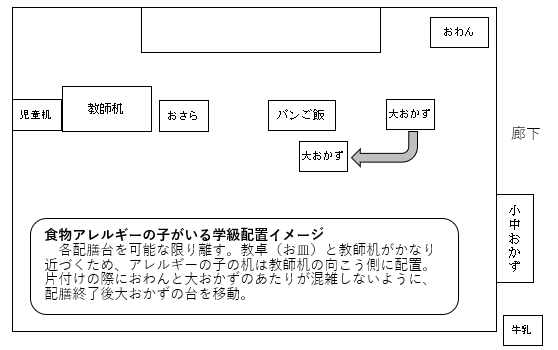 おわん
児童机
教師机
おさら
パンご飯
大おかず
廊下
大おかず
小中おかず
食物アレルギーの子がいる学級配置イメージ
各配膳台を可能な限り離す。教卓（お皿）と教師机がかなり
近づくため、アレルギーの子の机は教師机の向こう側に配置。
片付けの際におわんと大おかずのあたりが混雑しないように、
配膳終了後大おかずの台を移動。
牛乳